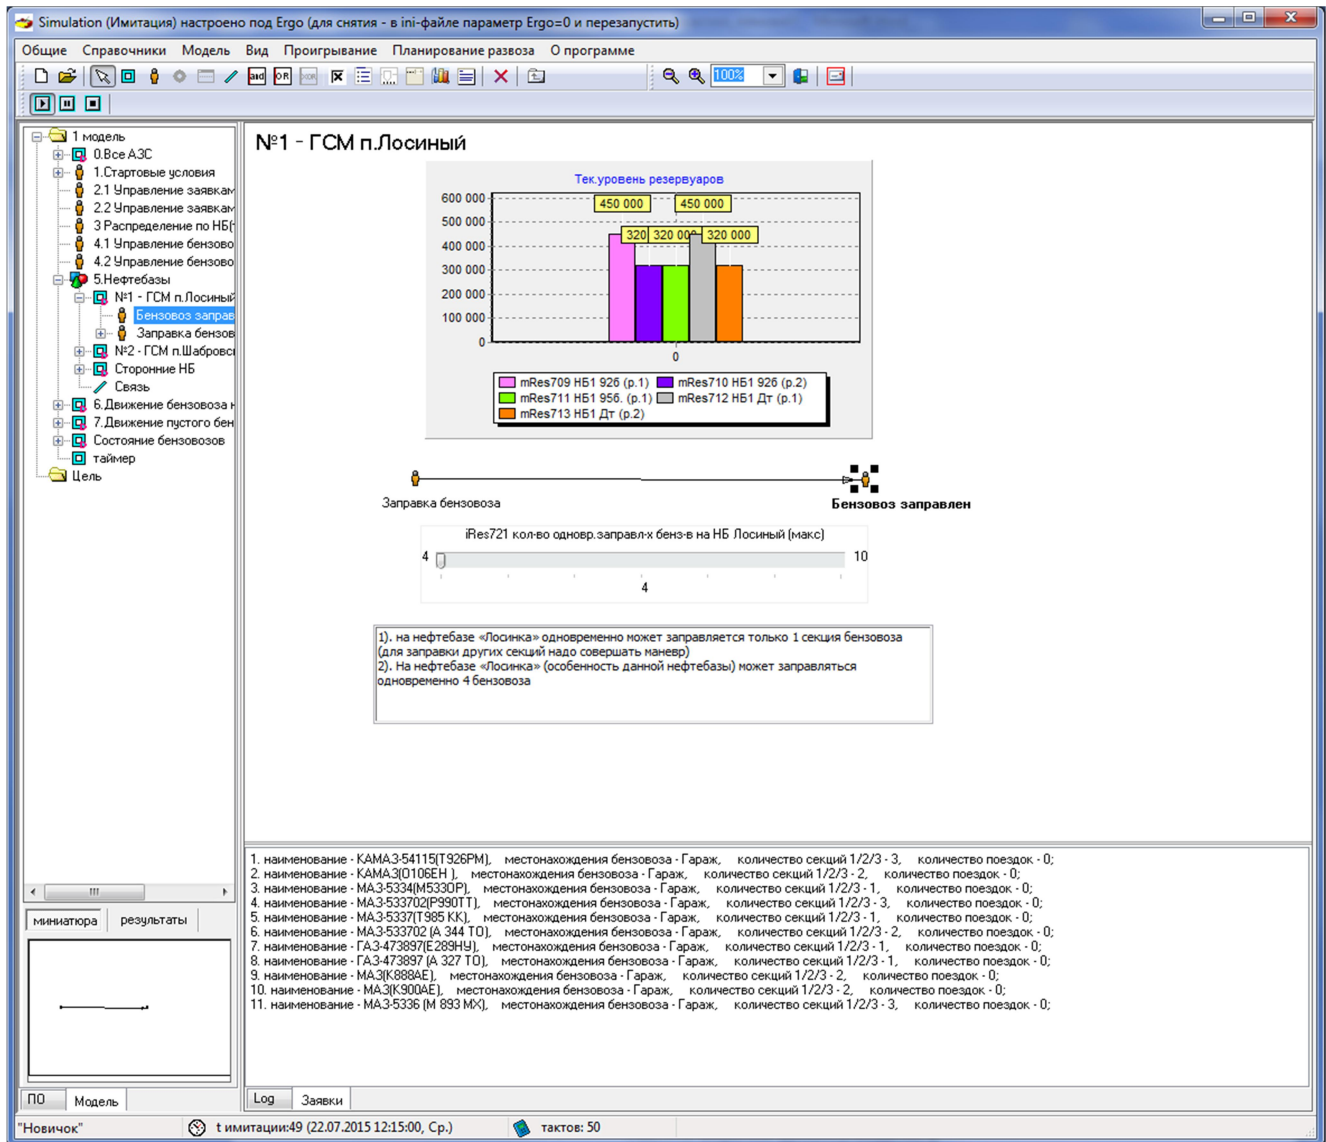 Simulation (Имитация) настроено под Ergo (для снятия - в ini-файле параметр Ergo=0 и перезапустить)
Общие Справочники Модель Вид Проигрывание Планирование развоза О программе
and OR XOR 100%
1 модель
0.Все АЗС
1.Стартовые условия
2.1 Управление заявкам
2.2 Управление заявкам
3 Распределение по НБ(
4.1 Управление бензово
4.2 Управление бензово
5.Нефтебазы
№1 - ГСМ п.Лосиный
Бензовоз заправ
Заправка бензов
№2 - ГСМ п.Шабровс
Сторонние НБ
Связь
6.Движение бензовоза н
7.Движение пустого бен
Состояние бензовозов
таймер
Цель
миниатюра результаты
ПО Модель
№1 - ГСМ п.Лосиный
Тек.уровень резервуаров
600 000
500 000
400 000
300 000
200 000
100 000
0
450 000 450 000
320 320 000 320 000
0
mRes709 НБ1 92б (р.1) mRes710 НБ1 92б (р.2)
mRes711 НБ1 95б. (р.1) mRes712 НБ1 Дт (р.1)
mRes713 НБ1 Дт (р.2)
Заправка бензовоза Бензовоз заправлен
iRes721 кол-во одновр.заправл-х бенз-в на НБ Лосиный (макс)
4 10
4
1). на нефтебазе «Лосинка» одновременно может заправляется только 1 секция бензовоза
(для заправки других секций надо совершать маневр)
2). На нефтебазе «Лосинка» (особенность данной нефтебазы) может заправляться
одновременно 4 бензовоза
1. наименование - КАМАЗ-54115(Т926РМ), местонахождения бензовоза - Гараж, количество секций 1/2/3 - 3, количество поездок - 0;
2. наименование - КАМАЗ(О106ЕН ), местонахождения бензовоза - Гараж, количество секций 1/2/3 - 2, количество поездок - 0;
3. наименование - МАЗ-5334(М533ОР), местонахождения бензовоза - Гараж, количество секций 1/2/3 - 1, количество поездок - 0;
4. наименование - МАЗ-533702(Р990ТТ), местонахождения бензовоза - Гараж, количество секций 1/2/3 - 3, количество поездок - 0;
5. наименование - МАЗ-5337(Т985 КК), местонахождения бензовоза - Гараж, количество секций 1/2/3 - 1, количество поездок - 0;
6. наименование - МАЗ-533702 (А 344 ТО), местонахождения бензовоза - Гараж, количество секций 1/2/3 - 2, количество поездок - 0;
7. наименование - ГАЗ-473897(Е289НУ), местонахождения бензовоза - Гараж, количество секций 1/2/3 - 1, количество поездок - 0;
8. наименование - ГАЗ-473897 (А 327 ТО), местонахождения бензовоза - Гараж, количество секций 1/2/3 - 1, количество поездок - 0;
9. наименование - МАЗ(К888АЕ), местонахождения бензовоза - Гараж, количество секций 1/2/3 - 2, количество поездок - 0;
10. наименование - МАЗ(К900АЕ), местонахождения бензовоза - Гараж, количество секций 1/2/3 - 2, количество поездок - 0;
11. наименование - МАЗ-5336 (М 893 МХ), местонахождения бензовоза - Гараж, количество секций 1/2/3 - 3, количество поездок - 0;
Log Заявки
"Новичок" t имитации:49 (22.07.2015 12:15:00, Ср.) тактов: 50